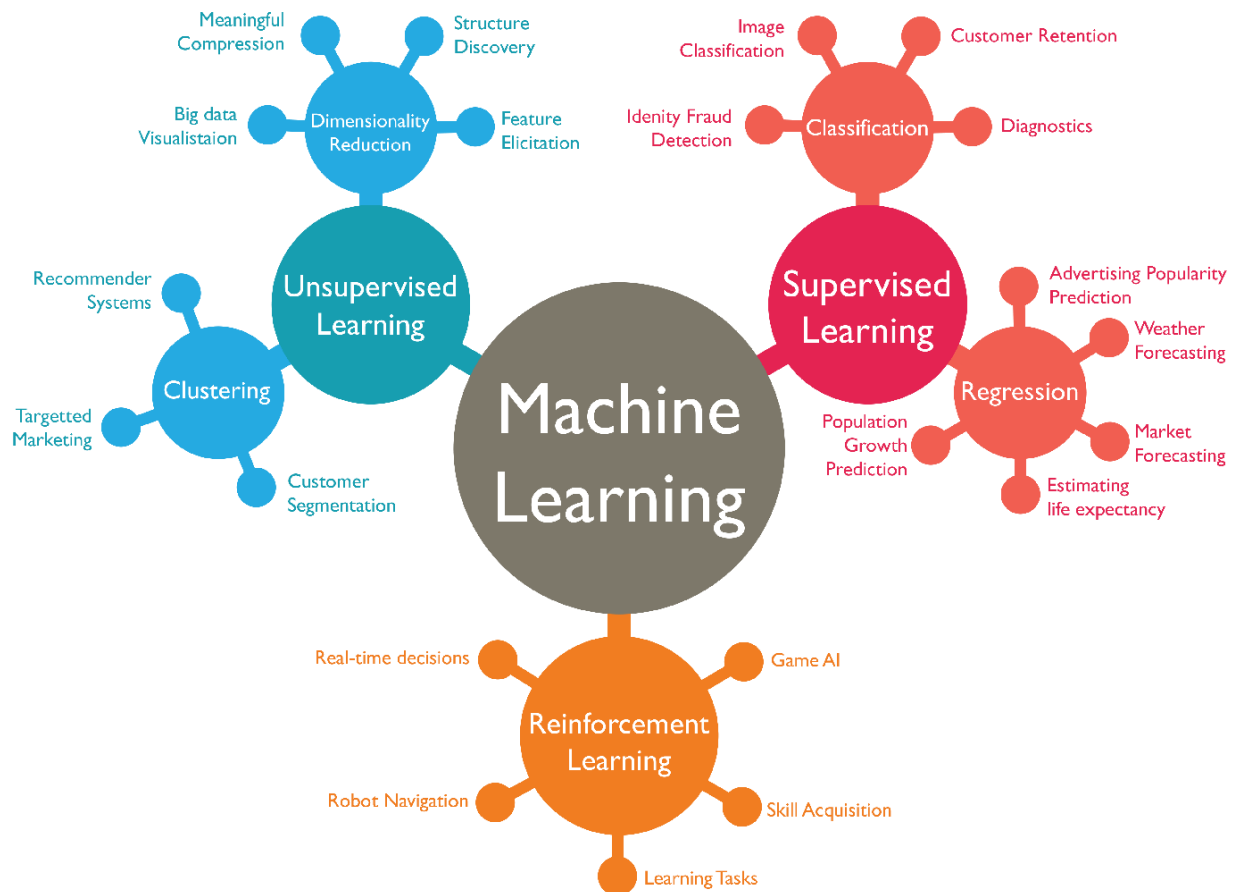 Meaningful
Compression
Structure
Discovery
Big data
Visualistaion
Dimensionality
Reduction
Feature
Elicitation
Image
Classification
Customer Retention
Idenity Fraud
Detection
Classification
Diagnostics
Recommender
Systems
Unsupervised
Learning
Clustering
Targetted
Marketing
Customer
Segmentation
Machine
Learning
Supervised
Learning
Advertising Popularity
Prediction
Weather
Forecasting
Regression
Population
Growth
Prediction
Market
Forecasting
Estimating
life expectancy
Real-time decisions
Game AI
Reinforcement
Learning
Robot Navigation
Skill Acquisition
Learning Tasks